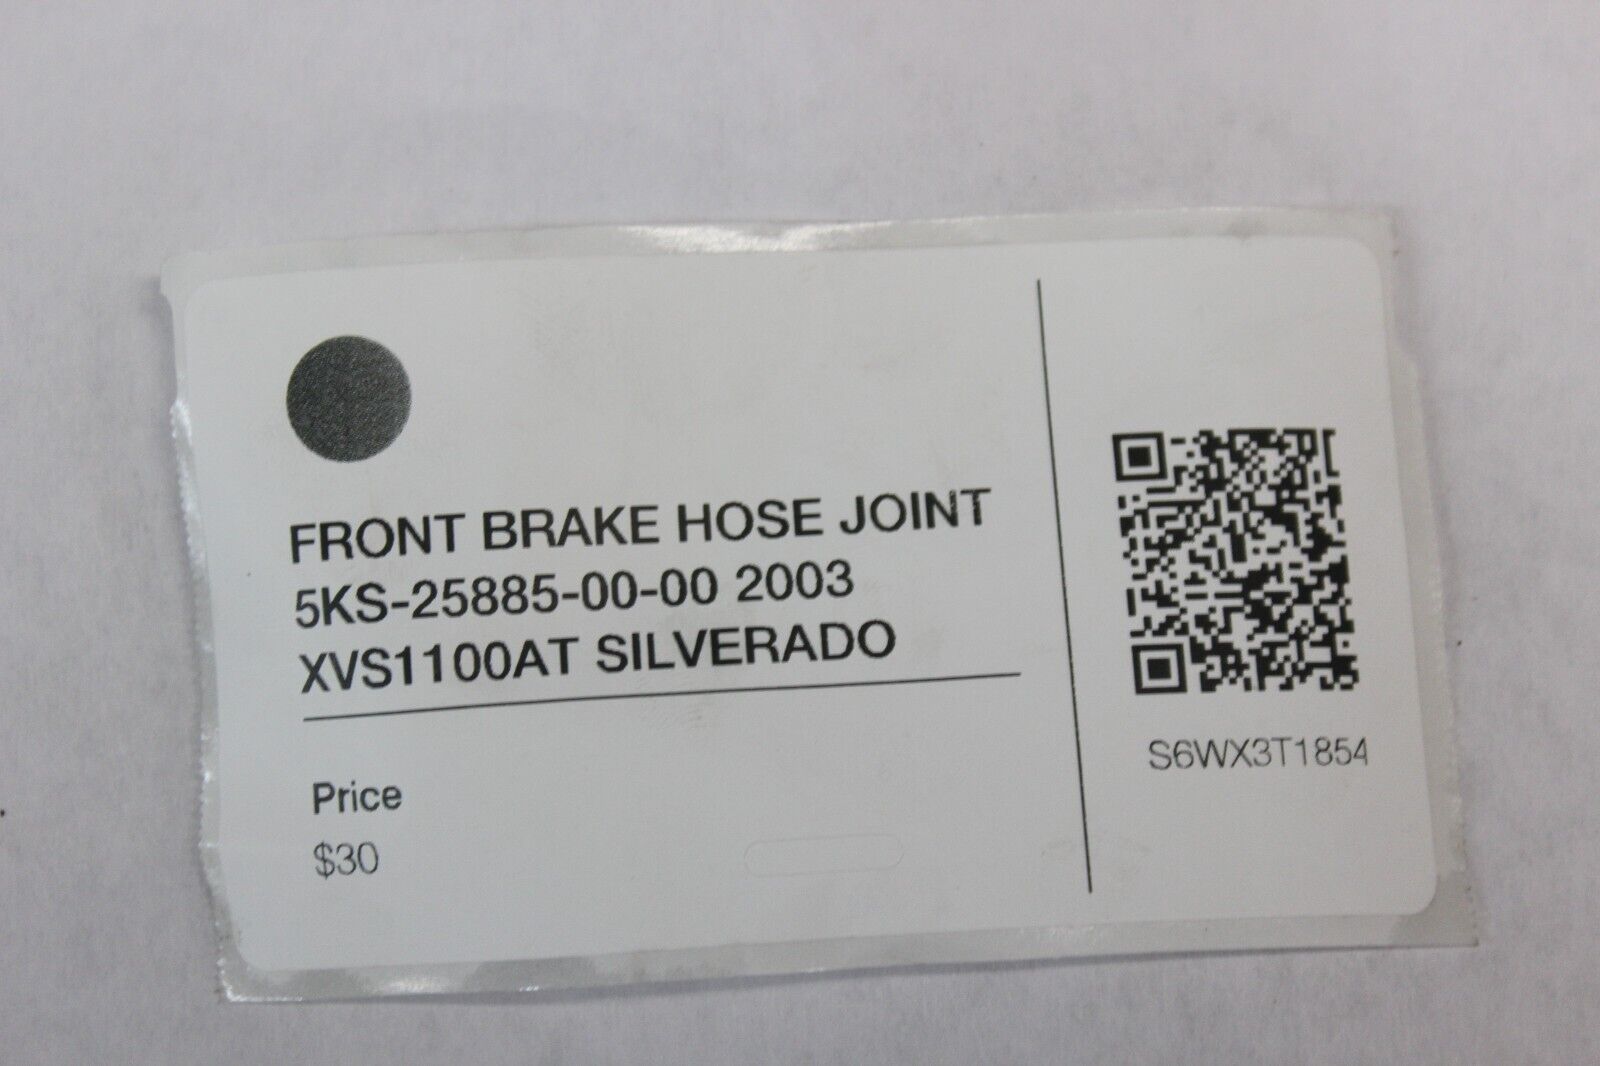 FRONT BRAKE HOSE JOINT
5KS-25885-00-00 2003
XVS1100AT SILVERADO
Price
$30
S6WX3T1854